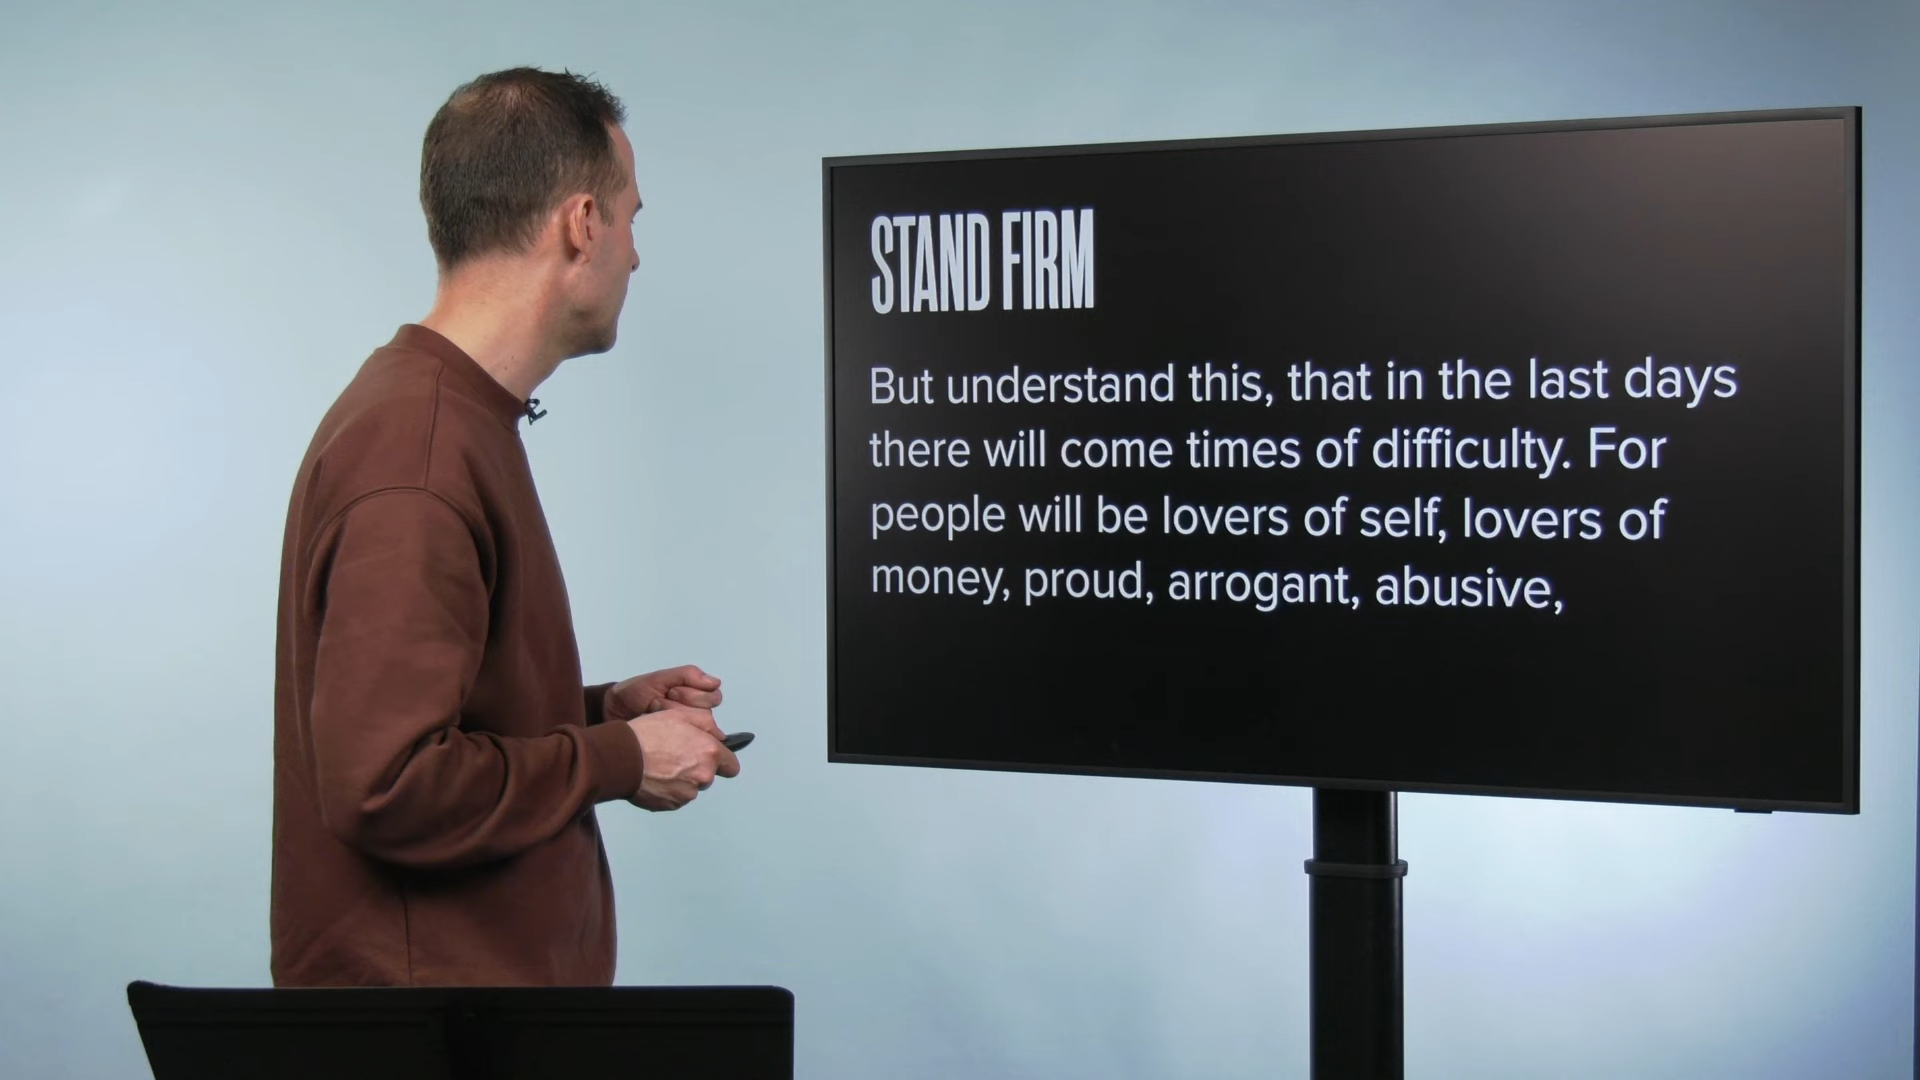 STAND FIRM
But understand this, that in the last days
there will come times of difficulty. For
people will be lovers of self, lovers of
money, proud, arrogant, abusive,